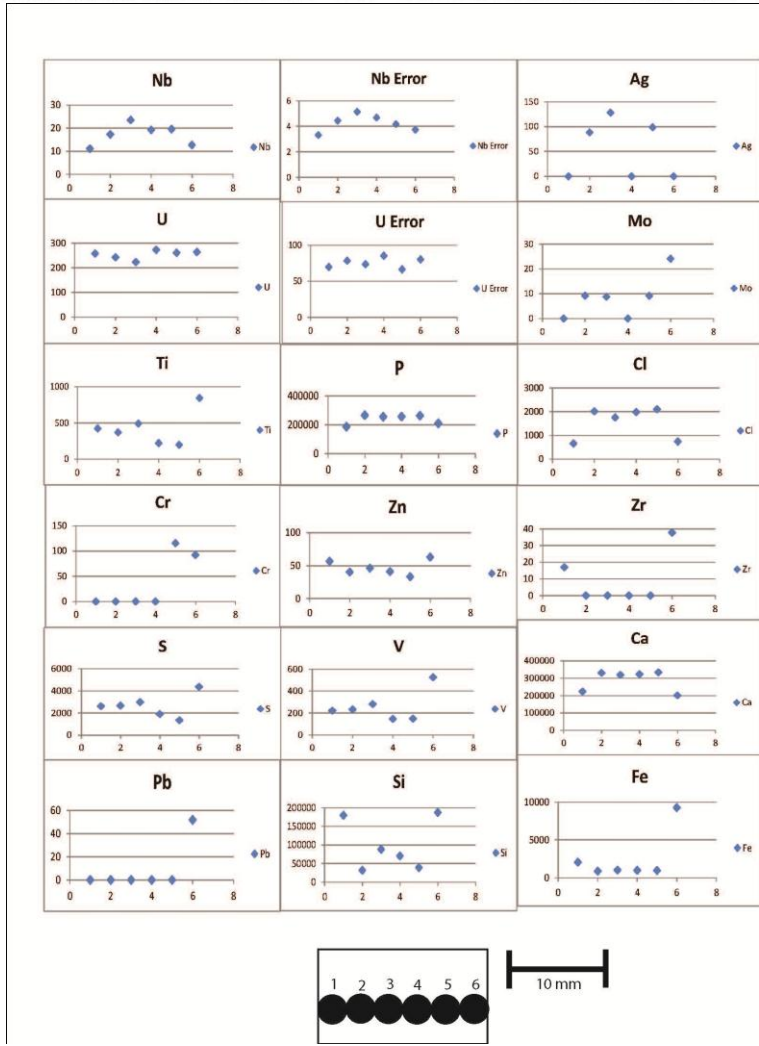 Nb
30
20
10
0
0 2 4 6 8
Nb
Nb Error
6
4
2
0
0 2 4 6 8
Nb Error
Ag
150
100
50
0
0 2 4 6 8
Ag
U
300
200
100
0
0 2 4 6 8
U
U Error
100
50
0
0 2 4 6 8
U Error
Mo
30
20
10
0
0 2 4 6 8
Mo
Ti
1000
500
0
0 2 4 6 8
Ti
P
400000
200000
0
0 2 4 6 8
P
Cl
3000
2000
1000
0
0 2 4 6 8
Cl
Cr
150
100
50
0
0 2 4 6 8
Cr
Zn
100
50
0
0 2 4 6 8
Zn
Zr
40
30
20
10
0
0 2 4 6 8
Zr
S
6000
4000
2000
0
0 2 4 6 8
S
V
600
400
200
0
0 2 4 6 8
V
Ca
400000
300000
200000
100000
0
0 2 4 6 8
Ca
Pb
60
40
20
0
0 2 4 6 8
Pb
Si
200000
150000
100000
50000
0
0 2 4 6 8
Si
Fe
10000
5000
0
0 2 4 6 8
Fe
1 2 3 4 5 6
10 mm